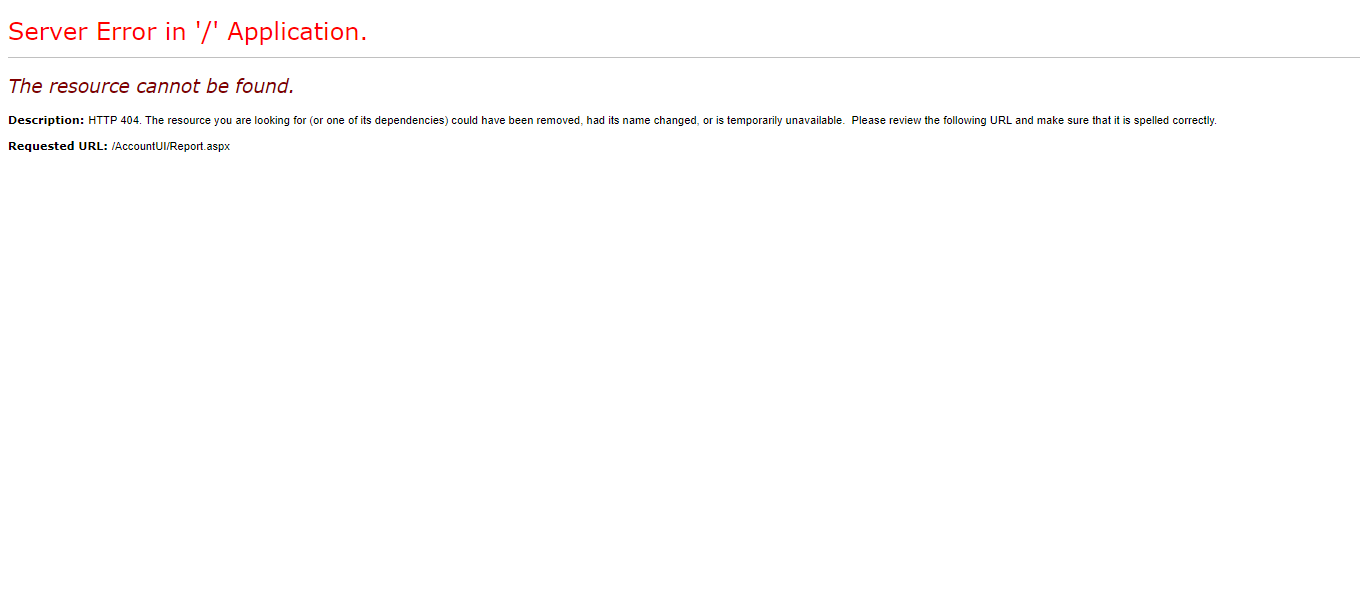 Server Error in '/' Application.
The resource cannot be found.
Description: HTTP 404. The resource you are looking for (or one of its dependencies) could have been removed, had its name changed, or is temporarily unavailable.  Please review the following URL and make sure that it is spelled correctly.
Requested URL: /AccountUI/Report.aspx